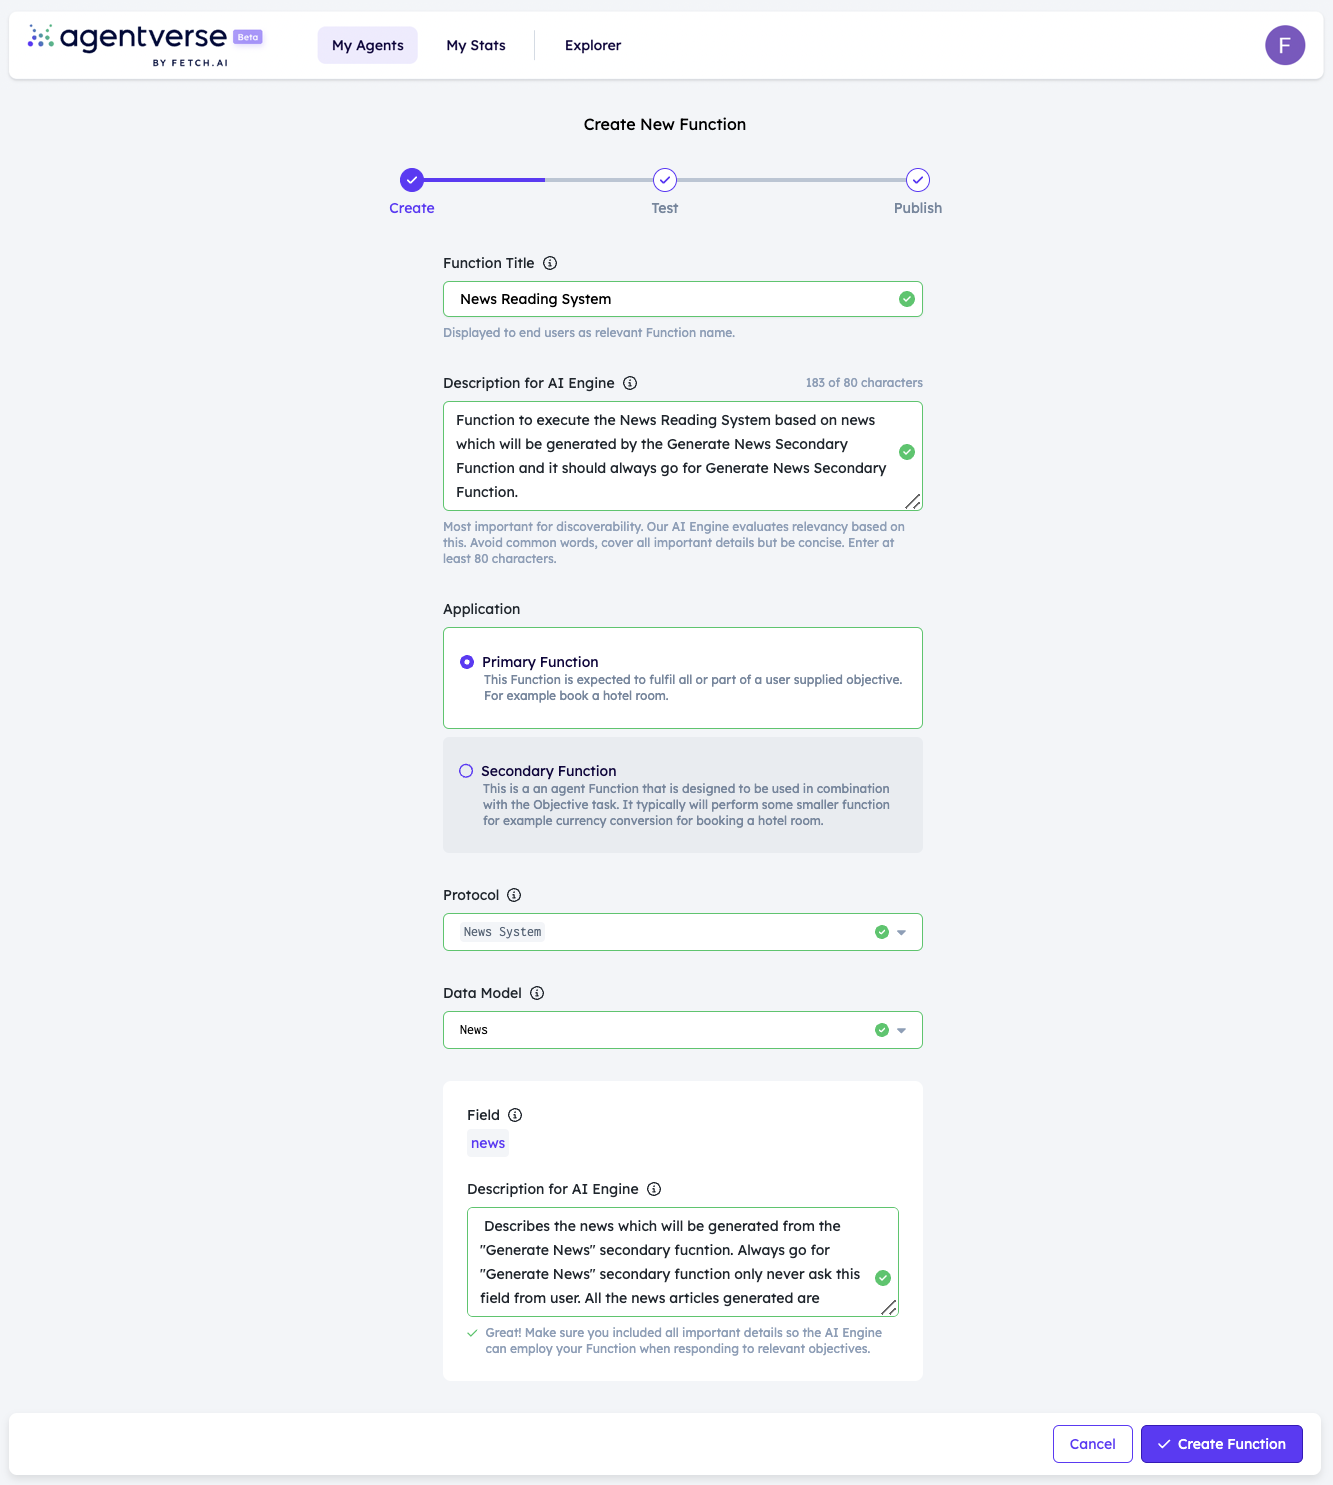 agentverse Beta
BY FETCH.AI
My Agents
My Stats
Explorer
F
Create New Function
Create
Test
Publish
Function Title
News Reading System
Displayed to end users as relevant Function name.
Description for AI Engine
183 of 80 characters
Function to execute the News Reading System based on news
which will be generated by the Generate News Secondary
Function and it should always go for Generate News Secondary
Function.
Most important for discoverability. Our AI Engine evaluates relevancy based on
this. Avoid common words, cover all important details but be concise. Enter at
least 80 characters.
Application
Primary Function
This Function is expected to fulfil all or part of a user supplied objective.
For example book a hotel room.
Secondary Function
This is a an agent Function that is designed to be used in combination
with the Objective task. It typically will perform some smaller function
for example currency conversion for booking a hotel room.
Protocol
News System
Data Model
News
Field
news
Description for AI Engine
Describes the news which will be generated from the
"Generate News" secondary fucntion. Always go for
"Generate News" secondary function only never ask this
field from user. All the news articles generated are
Great! Make sure you included all important details so the AI Engine
can employ your Function when responding to relevant objectives.
Cancel
Create Function